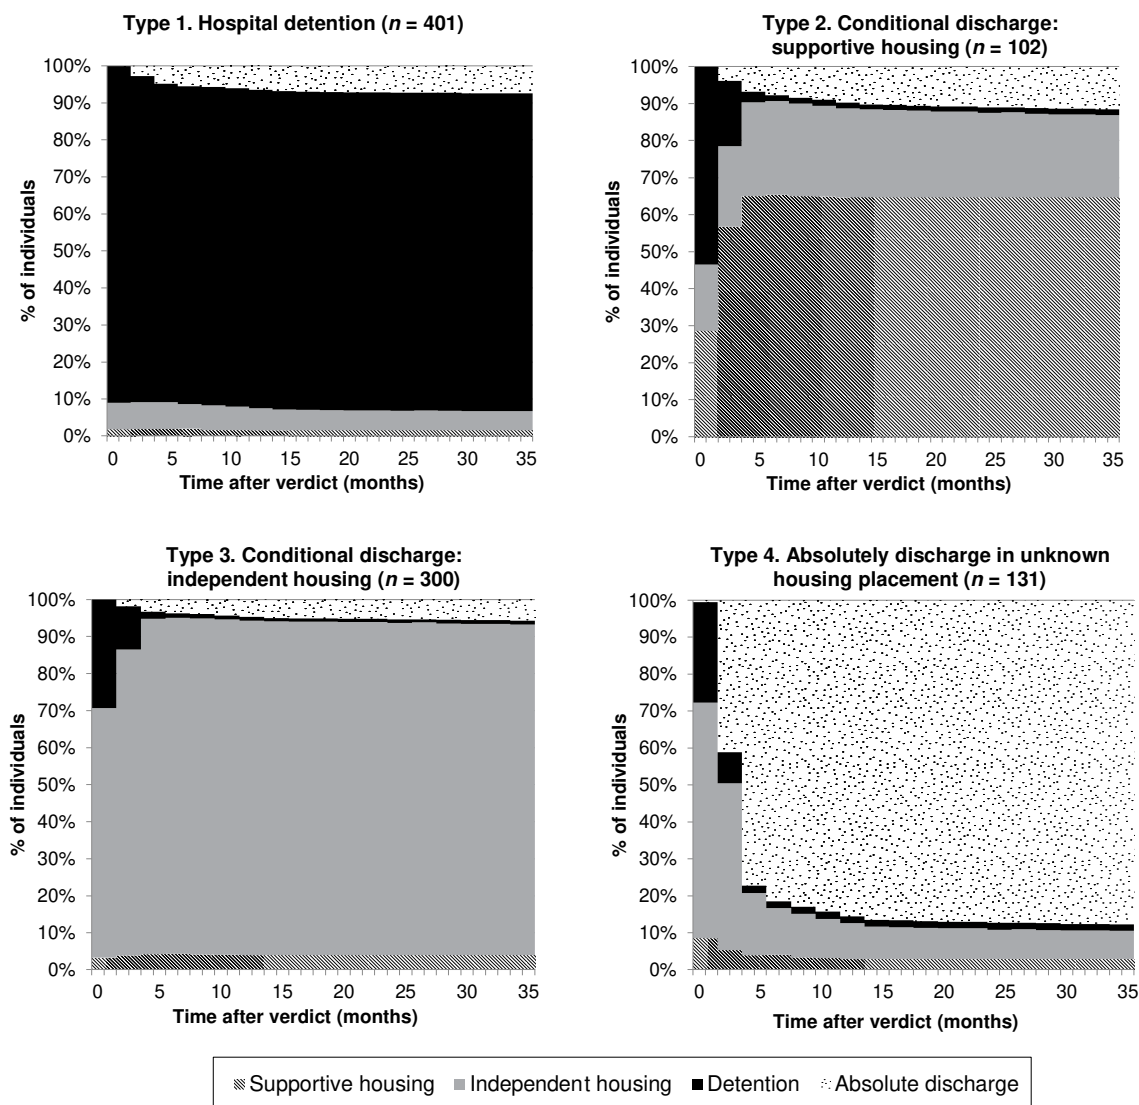 Type 1. Hospital detention (n = 401)
100%
90%
80%
70%
60%
50%
40%
30%
20%
10%
0%
% of individuals
0 5 10 15 20 25 30 35
Time after verdict (months)
Type 2. Conditional discharge:
supportive housing (n = 102)
100%
90%
80%
70%
60%
50%
40%
30%
20%
10%
0%
% of individuals
0 5 10 15 20 25 30 35
Time after verdict (months)
Type 3. Conditional discharge:
independent housing (n = 300)
100%
90%
80%
70%
60%
50%
40%
30%
20%
10%
0%
% of individuals
0 5 10 15 20 25 30 35
Time after verdict (months)
Type 4. Absolutely discharge in unknown
housing placement (n = 131)
100%
90%
80%
70%
60%
50%
40%
30%
20%
10%
0%
% of individuals
0 5 10 15 20 25 30 35
Time after verdict (months)
Supportive housing Independent housing Detention Absolute discharge